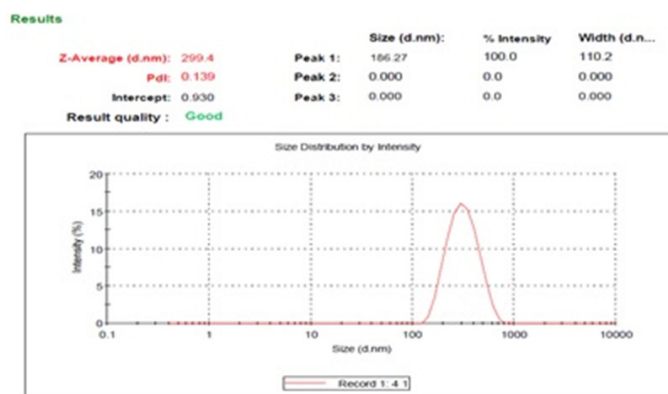 Results
Size (d.nm): % Intensity Width (d.n...
Z-Average (d.nm): 299.4 Peak 1: 186.27 100.0 110.2
PdI: 0.139 Peak 2: 0.000 0.0 0.000
Intercept: 0.930 Peak 3: 0.000 0.0 0.000
Result quality : Good
Size Distribution by Intensity
20
15
10
5
0
Intensity (%)
0.1 1 10 100 1000 10000
Size (d.nm)
Record 1: 4 1